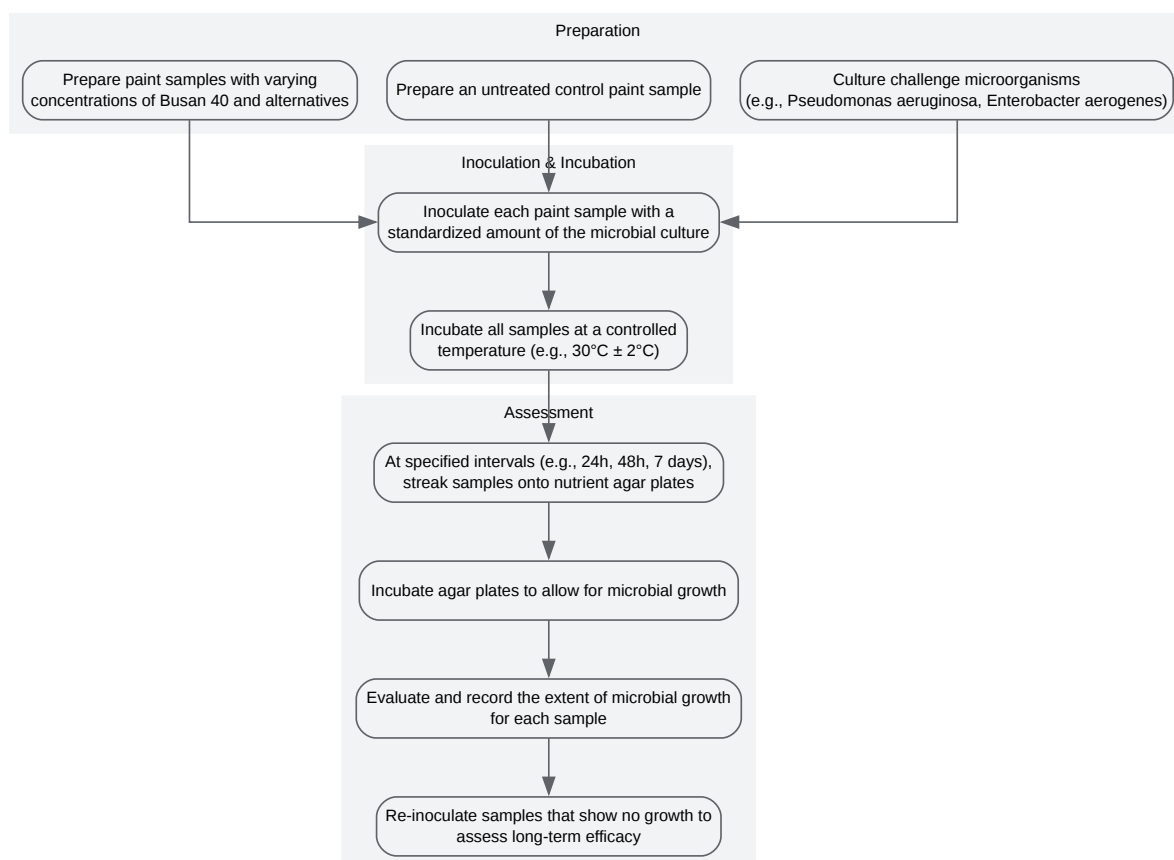 Preparation
Prepare paint samples with varying
concentrations of Busan 40 and alternatives
Prepare an untreated control paint sample
Culture challenge microorganisms
(e.g., Pseudomonas aeruginosa, Enterobacter aerogenes)
Inoculation & Incubation
Inoculate each paint sample with a
standardized amount of the microbial culture
Incubate all samples at a controlled
temperature (e.g., 30°C ± 2°C)
Assessment
At specified intervals (e.g., 24h, 48h, 7 days),
streak samples onto nutrient agar plates
Incubate agar plates to allow for microbial growth
Evaluate and record the extent of microbial growth
for each sample
Re-inoculate samples that show no growth to
assess long-term efficacy